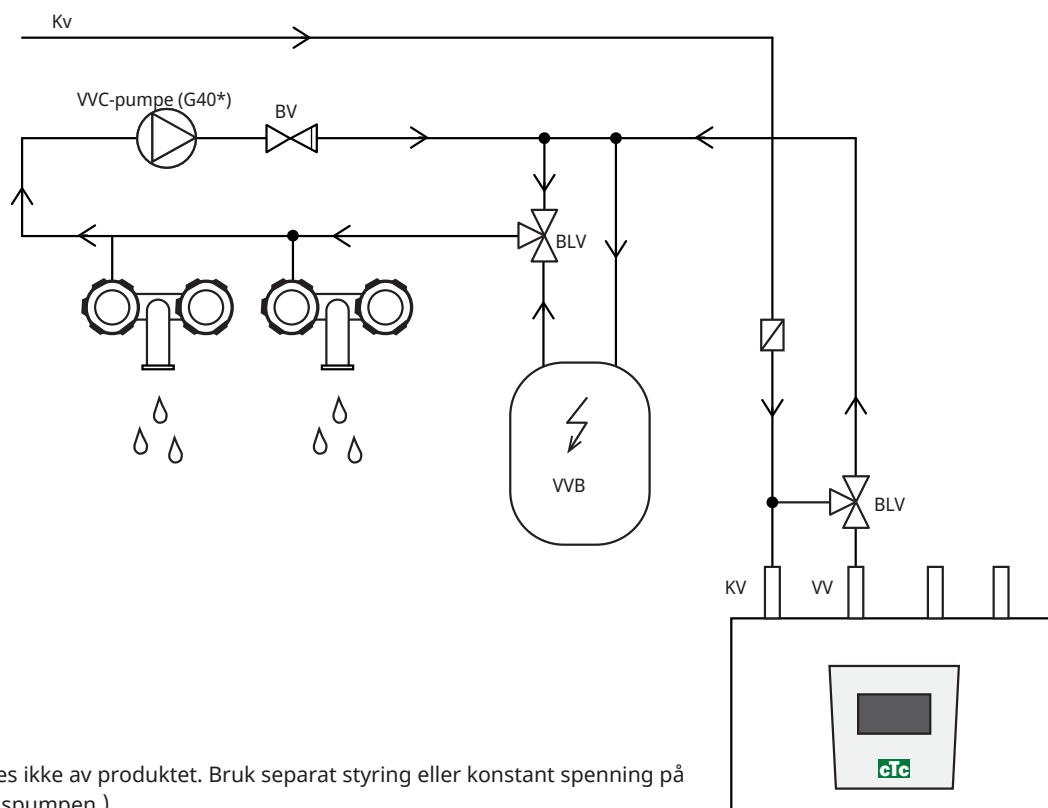 Kv
VVC-pumpe (G40*)
BV
BLV
VVB
BLV
KV
VV
cTc
es ikke av produktet. Bruk separat styring eller konstant spenning på
spumpen.)